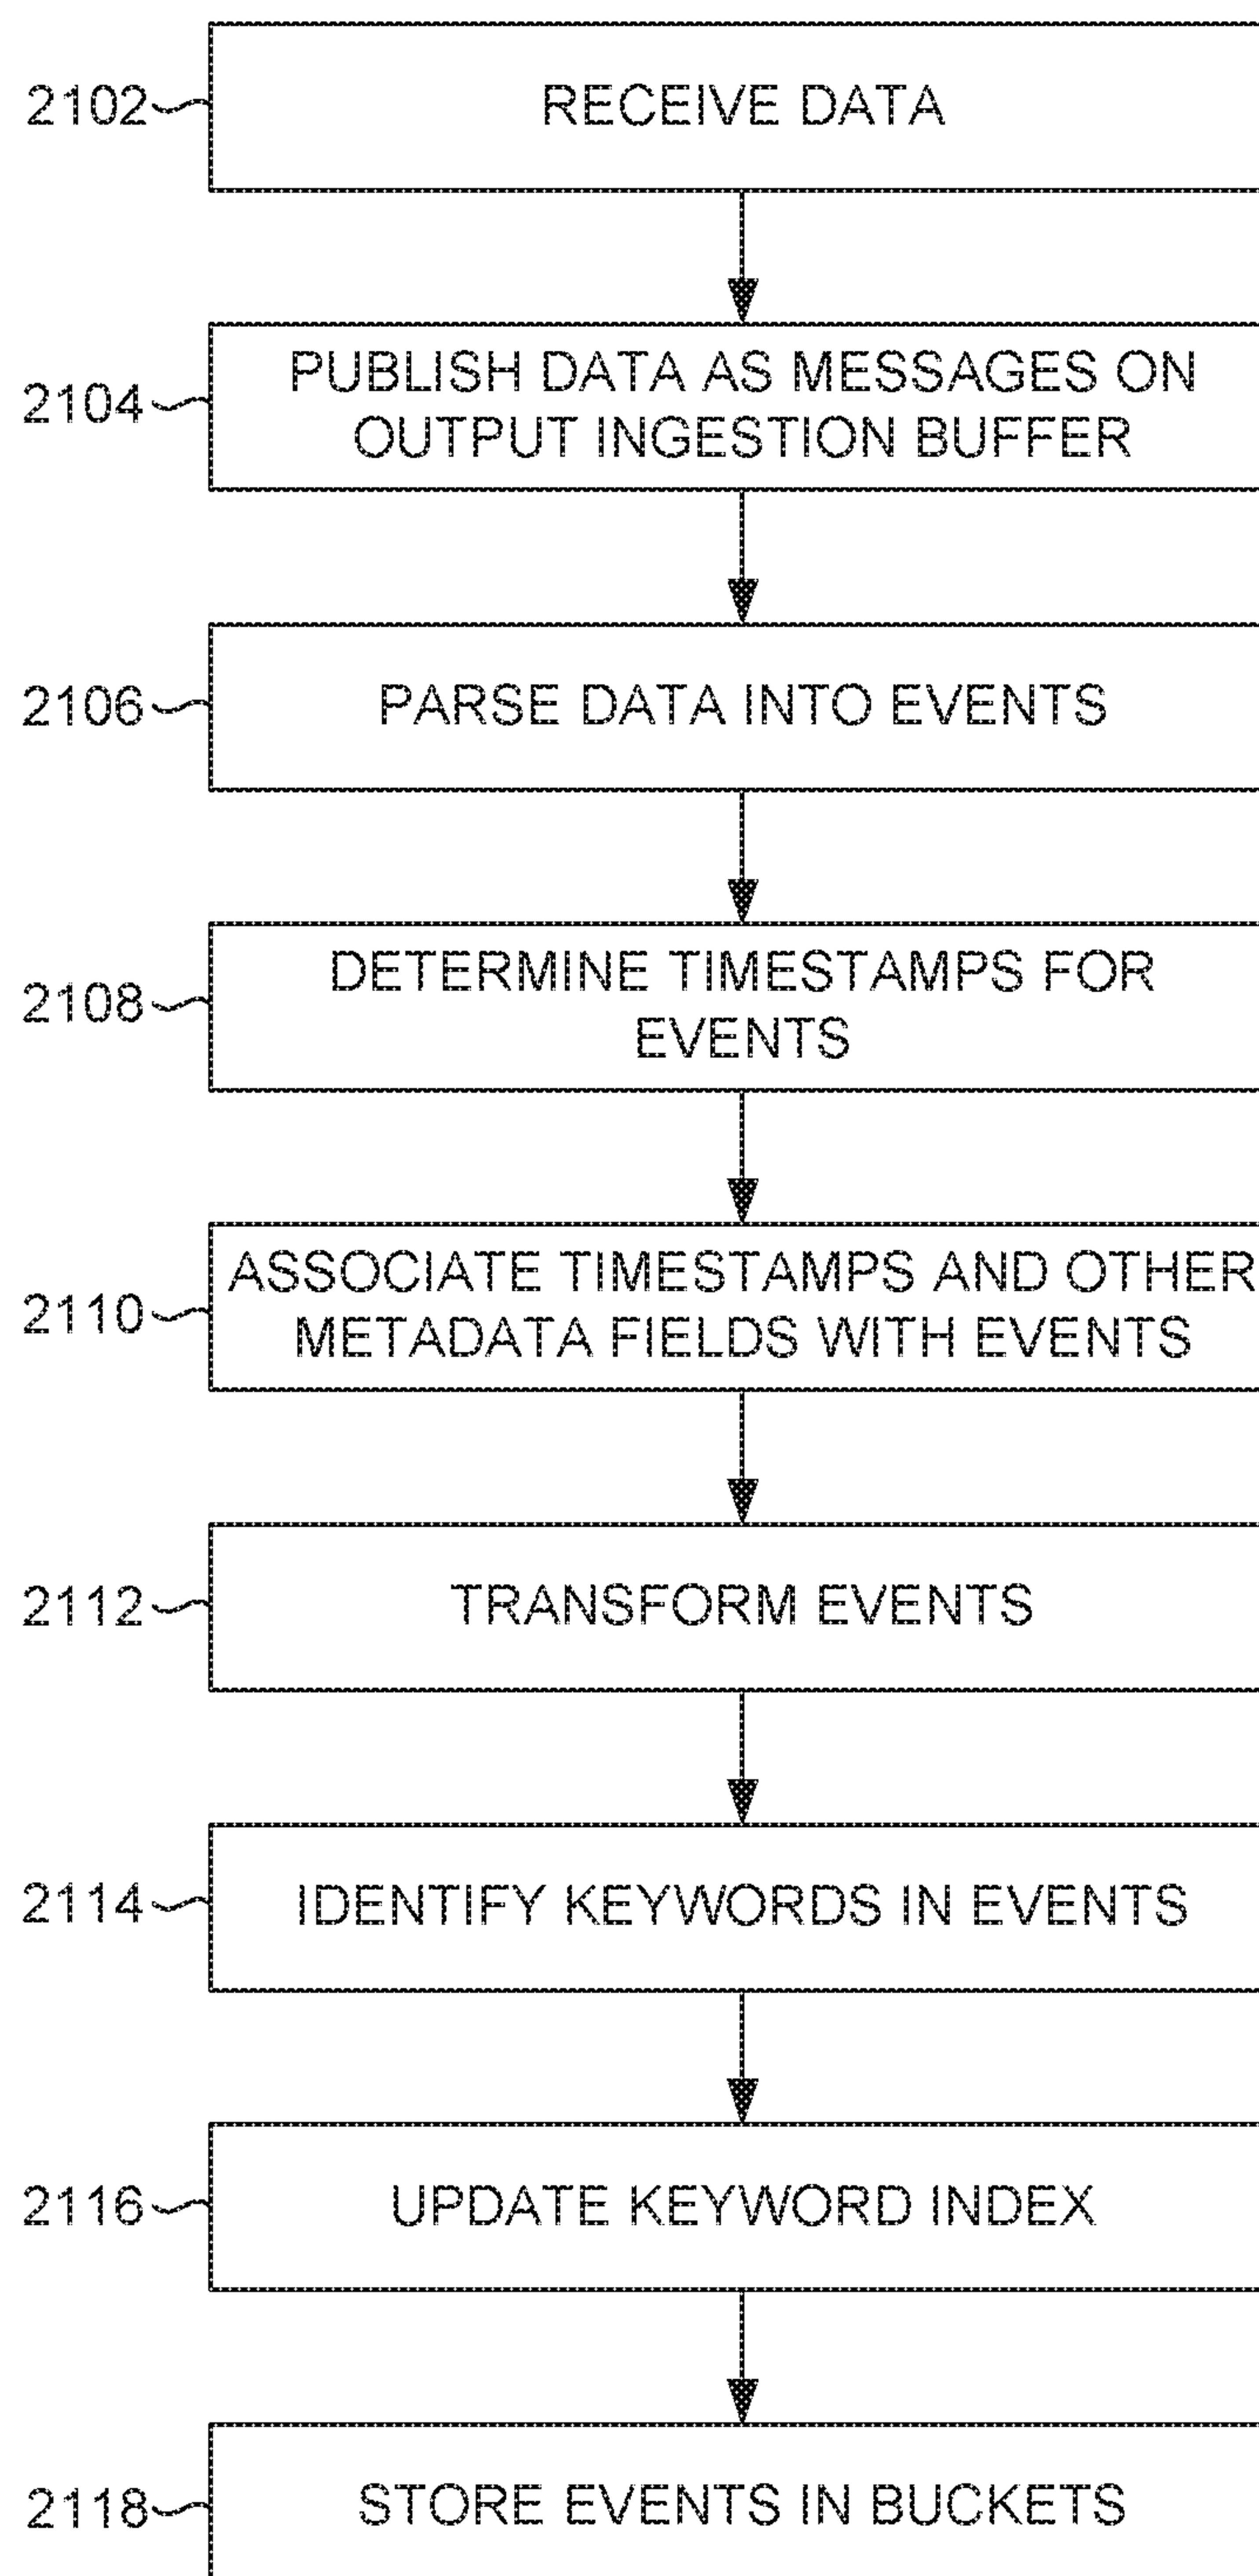 2102
RECEIVE DATA
2104
PUBLISH DATA AS MESSAGES ON
OUTPUT INGESTION BUFFER
2106
PARSE DATA INTO EVENTS
2108
DETERMINE TIMESTAMPS FOR
EVENTS
2110
ASSOCIATE TIMESTAMPS AND OTHER
METADATA FIELDS WITH EVENTS
2112
TRANSFORM EVENTS
2114
IDENTIFY KEYWORDS IN EVENTS
2116
UPDATE KEYWORD INDEX
2118
STORE EVENTS IN BUCKETS